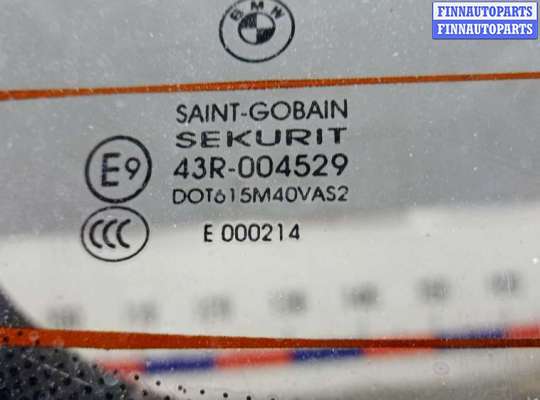 FINNAUTOPARTS
FINNAUTOPARTS
BMW
SAINT-GOBAIN
SEKURIT
E9 43R-004529
DOT615M40VAS2
CCC E 000214